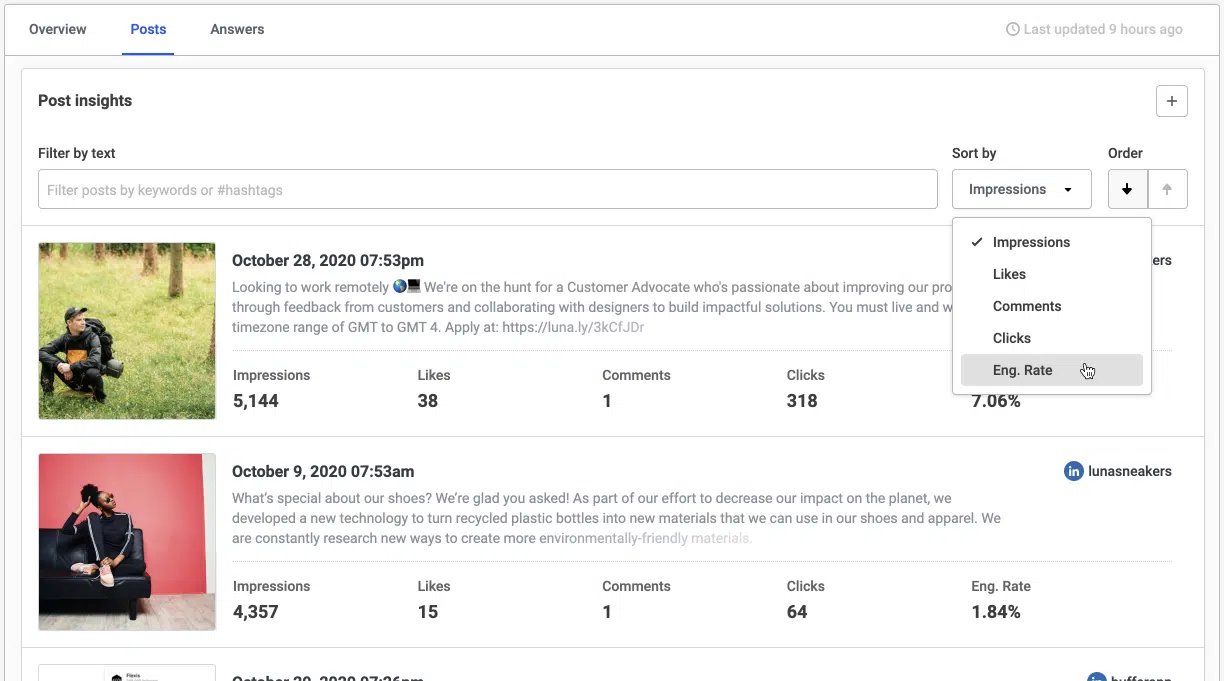 Overview Posts Answers Last updated 9 hours ago
Post insights
+
Filter by text Sort by Order
Filter posts by keywords or #hashtags Impressions
Impressions
Likes
Comments
Clicks
Eng. Rate
October 28, 2020 07:53pm ers
Looking to work remotely 🌎💻 We're on the hunt for a Customer Advocate who's passionate about improving our pro
through feedback from customers and collaborating with designers to build impactful solutions. You must live and w
timezone range of GMT to GMT 4. Apply at: https://luna.ly/3kCfJDr
Impressions Likes Comments Clicks
5,144 38 1 318 7.06%
October 9, 2020 07:53am in lunasneakers
What's special about our shoes? We're glad you asked! As part of our effort to decrease our impact on the planet, we
developed a new technology to turn recycled plastic bottles into new materials that we can use in our shoes and apparel. We
are constantly research new ways to create more environmentally-friendly materials.
Impressions Likes Comments Clicks Eng. Rate
4,357 15 1 64 1.84%
Flexis
October 20, 2020 07:26pm in bufferapp